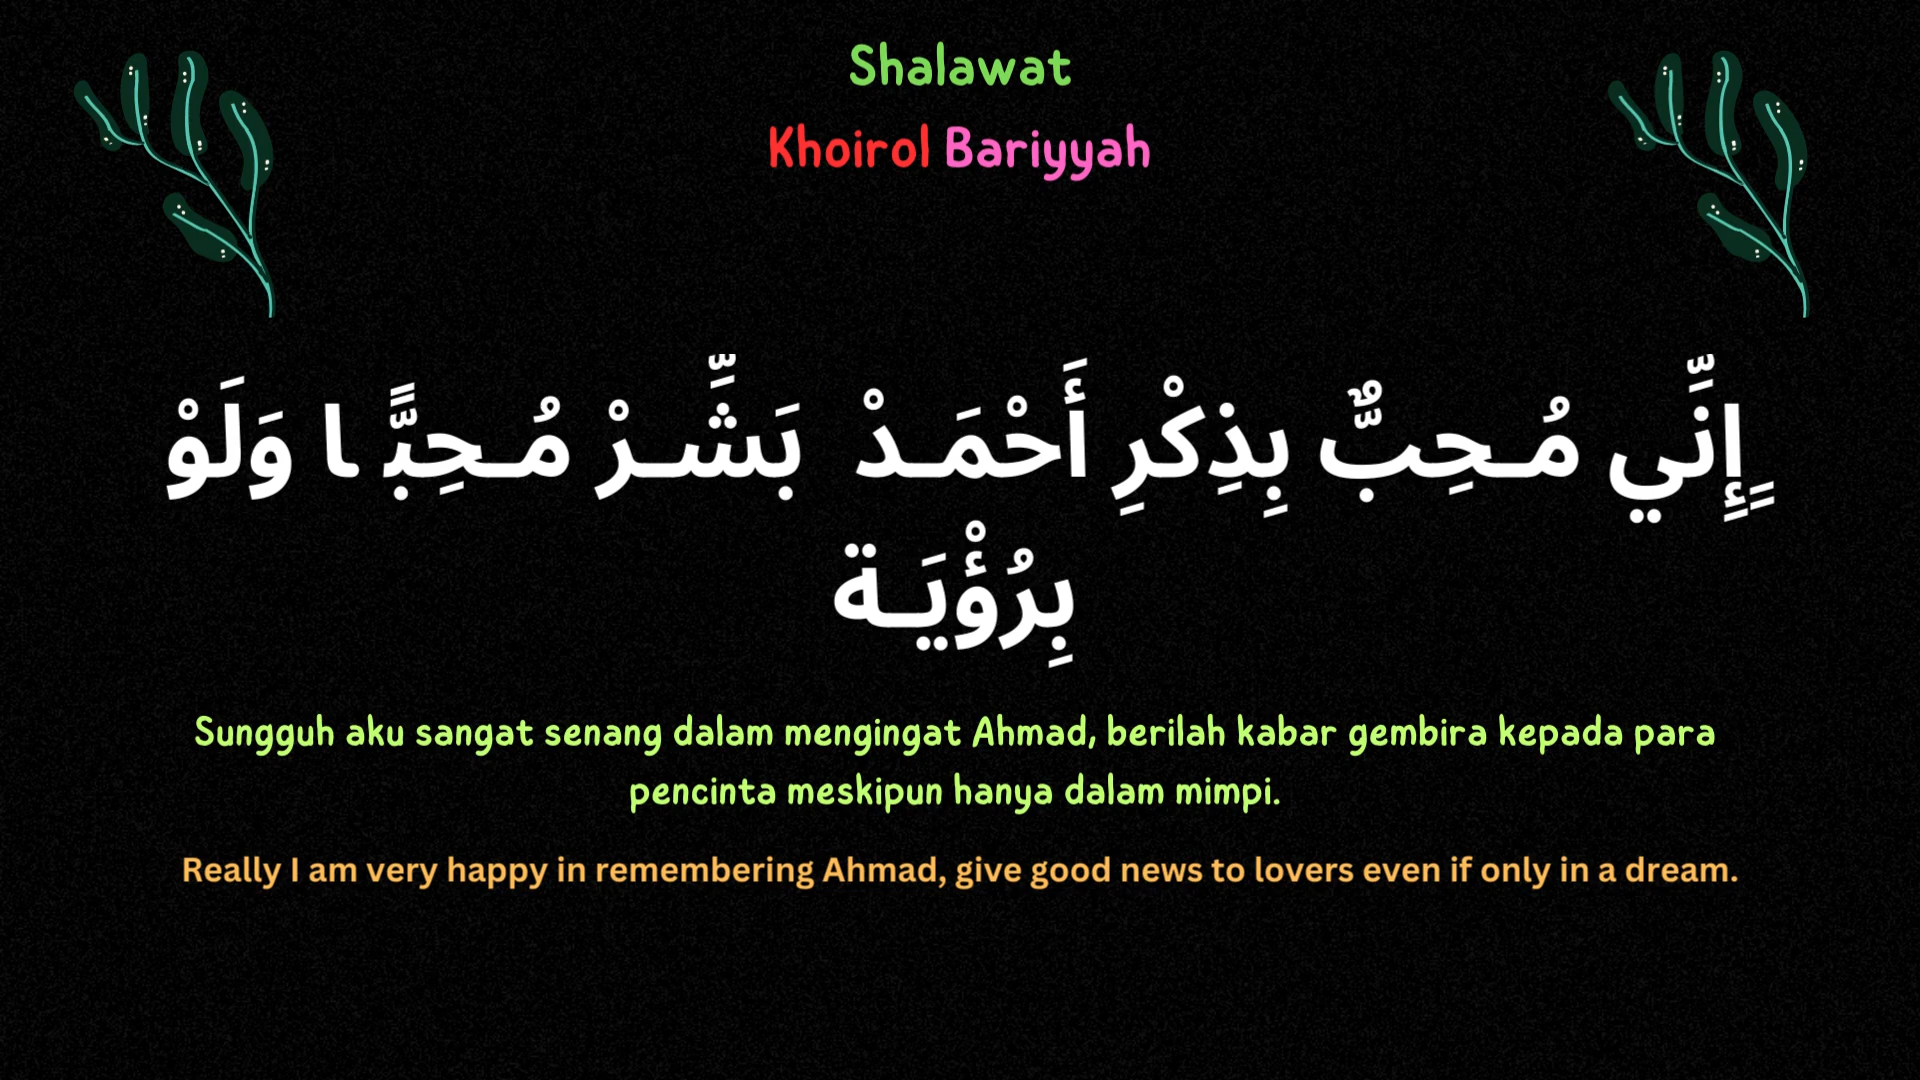 Shalawat
Khoirol Bariyyah
ٍإِنَِّي مُـحِبٌّ بِذِكْرِ أَحْمَـدْ بَشَِّـرْ مُـحِبًّـا وَلَوْ
بِرُؤْيَـة
Sungguh aku sangat senang dalam mengingat Ahmad, berilah kabar gembira kepada para
pencinta meskipun hanya dalam mimpi.
Really I am very happy in remembering Ahmad, give good news to lovers even if only in a dream.